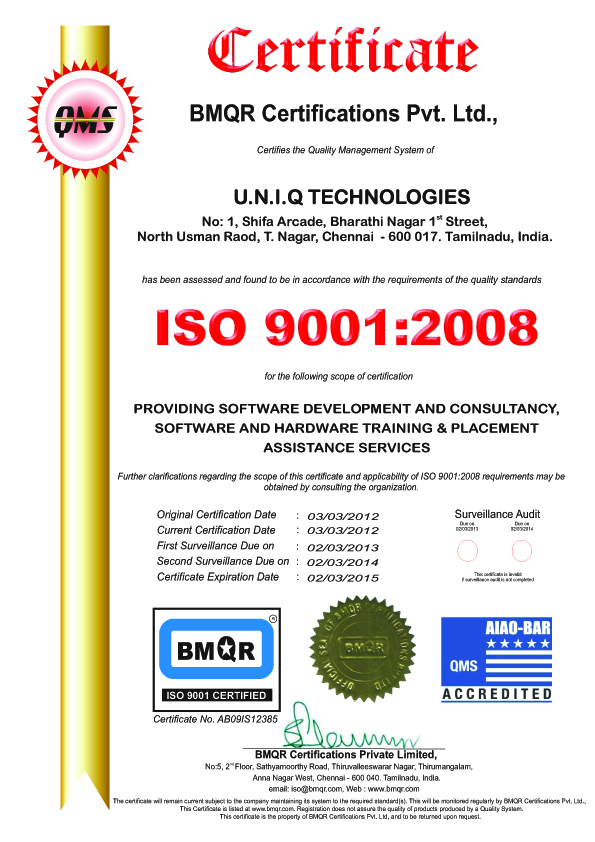 Certificate
QMS
BMQR Certifications Pvt. Ltd.,
Certifies the Quality Management System of
U.N.I.Q TECHNOLOGIES
No: 1, Shifa Arcade, Bharathi Nagar 1st Street,
North Usman Raod, T. Nagar, Chennai - 600 017. Tamilnadu, India.
has been assessed and found to be in accordance with the requirements of the quality standards
ISO 9001:2008
for the following scope of certification
PROVIDING SOFTWARE DEVELOPMENT AND CONSULTANCY,
SOFTWARE AND HARDWARE TRAINING & PLACEMENT
ASSISTANCE SERVICES
Further clarifications regarding the scope of this certificate and applicability of ISO 9001:2008 requirements may be
obtained by consulting the organization.
Original Certification Date : 03/03/2012
Current Certification Date : 03/03/2012
First Surveillance Due on : 02/03/2013
Second Surveillance Due on : 02/03/2014
Certificate Expiration Date : 02/03/2015
Surveillance Audit
Due on Due on
02/03/2013 02/03/2014
This certificate is invalid
if surveillance audit is not completed
BMQR ®
ISO 9001 CERTIFIED
Certificate No. AB09IS12385
OFFICIAL SEAL OF BMQR CERTIFICATIONS
BMQR
AIAO-BAR
QMS
ACCREDITED
BMQR Certifications Private Limited,
No:5, 2nd Floor, Sathyamoorthy Road, Thiruvalleeswarar Nagar, Thirumangalam,
Anna Nagar West, Chennai - 600 040. Tamilnadu, India.
email: iso@bmqr.com, Web : www.bmqr.com
The certificate will remain current subject to the company maintaining its system to the required standard(s). This will be monitored regularly by BMQR Certifications Pvt. Ltd.,
This Certificate is listed at www.bmqr.com. Registration does not assure the quality of products produced by a Quality System.
This certificate is the property of BMQR Certifications Pvt. Ltd, and to be returned upon request.